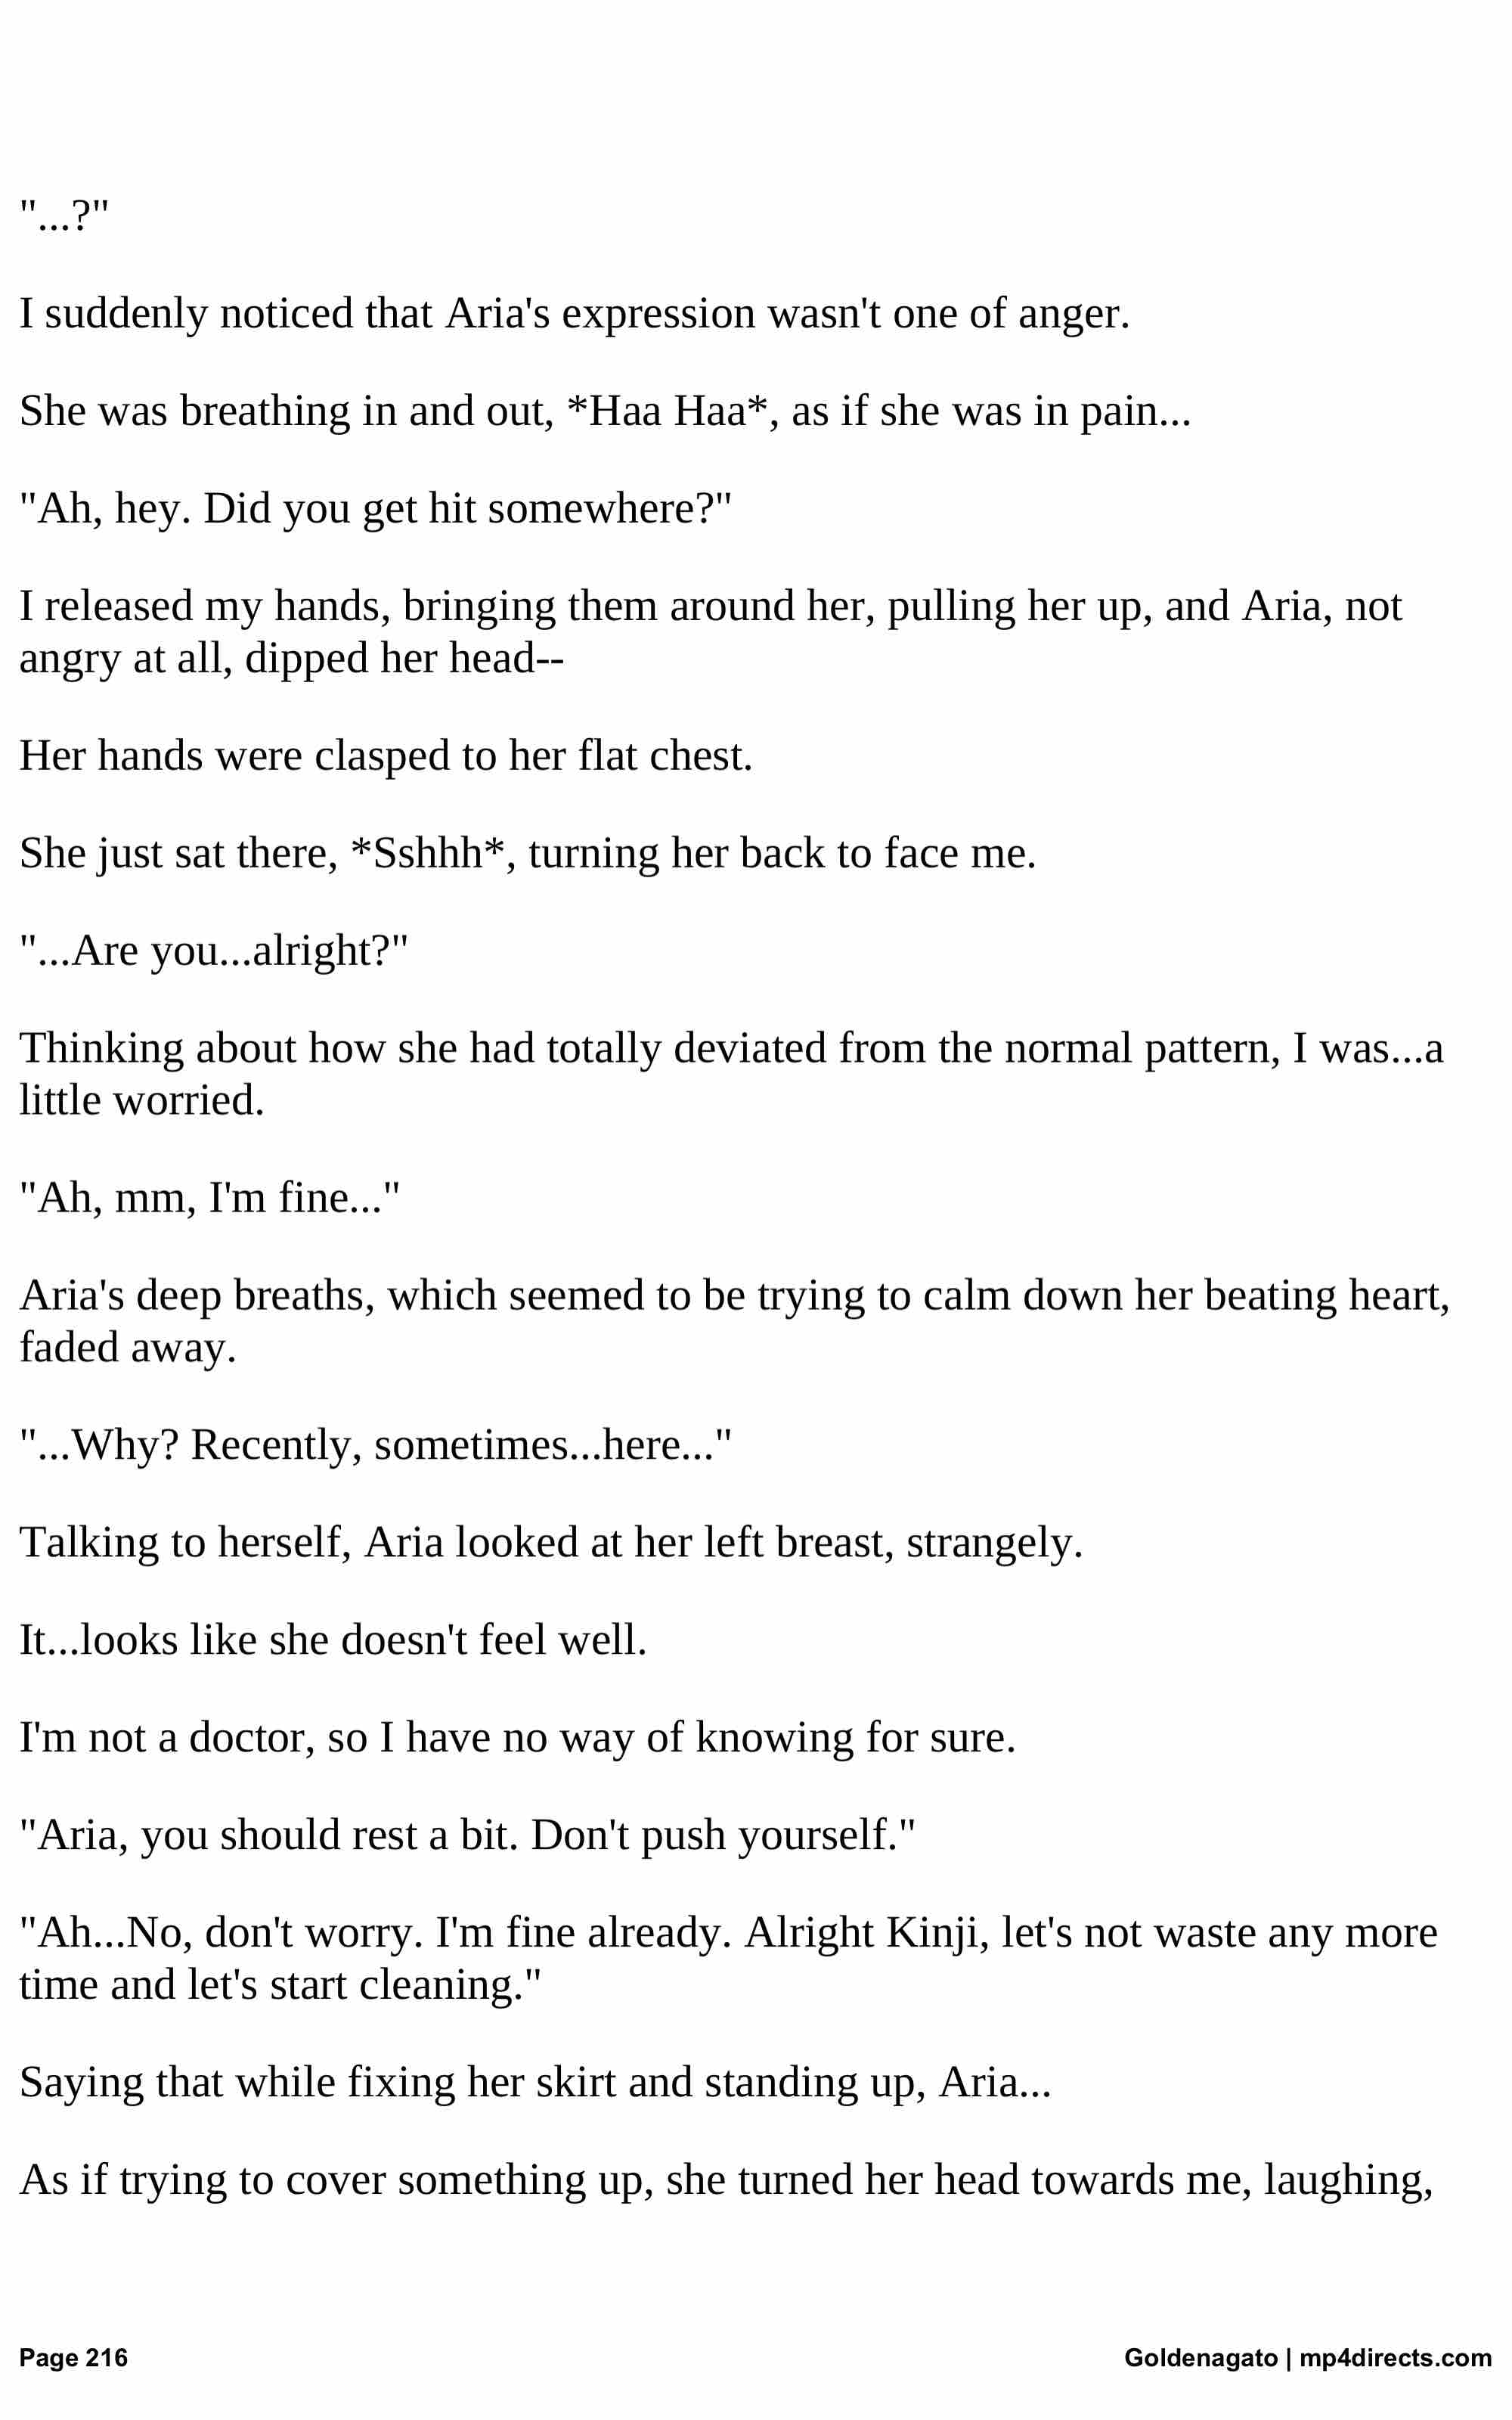 "...?"
I suddenly noticed that Aria's expression wasn't one of anger.
She was breathing in and out, *Haa Haa*, as if she was in pain...
"Ah, hey. Did you get hit somewhere?"
I released my hands, bringing them around her, pulling her up, and Aria, not
angry at all, dipped her head--
Her hands were clasped to her flat chest.
She just sat there, *Sshhh*, turning her back to face me.
"...Are you...alright?"
Thinking about how she had totally deviated from the normal pattern, I was...a
little worried.
"Ah, mm, I'm fine..."
Aria's deep breaths, which seemed to be trying to calm down her beating heart,
faded away.
"...Why? Recently, sometimes...here..."
Talking to herself, Aria looked at her left breast, strangely.
It...looks like she doesn't feel well.
I'm not a doctor, so I have no way of knowing for sure.
"Aria, you should rest a bit. Don't push yourself."
"Ah...No, don't worry. I'm fine already. Alright Kinji, let's not waste any more
time and let's start cleaning."
Saying that while fixing her skirt and standing up, Aria...
As if trying to cover something up, she turned her head towards me, laughing,
Page 216
Goldenagato | mp4directs.com